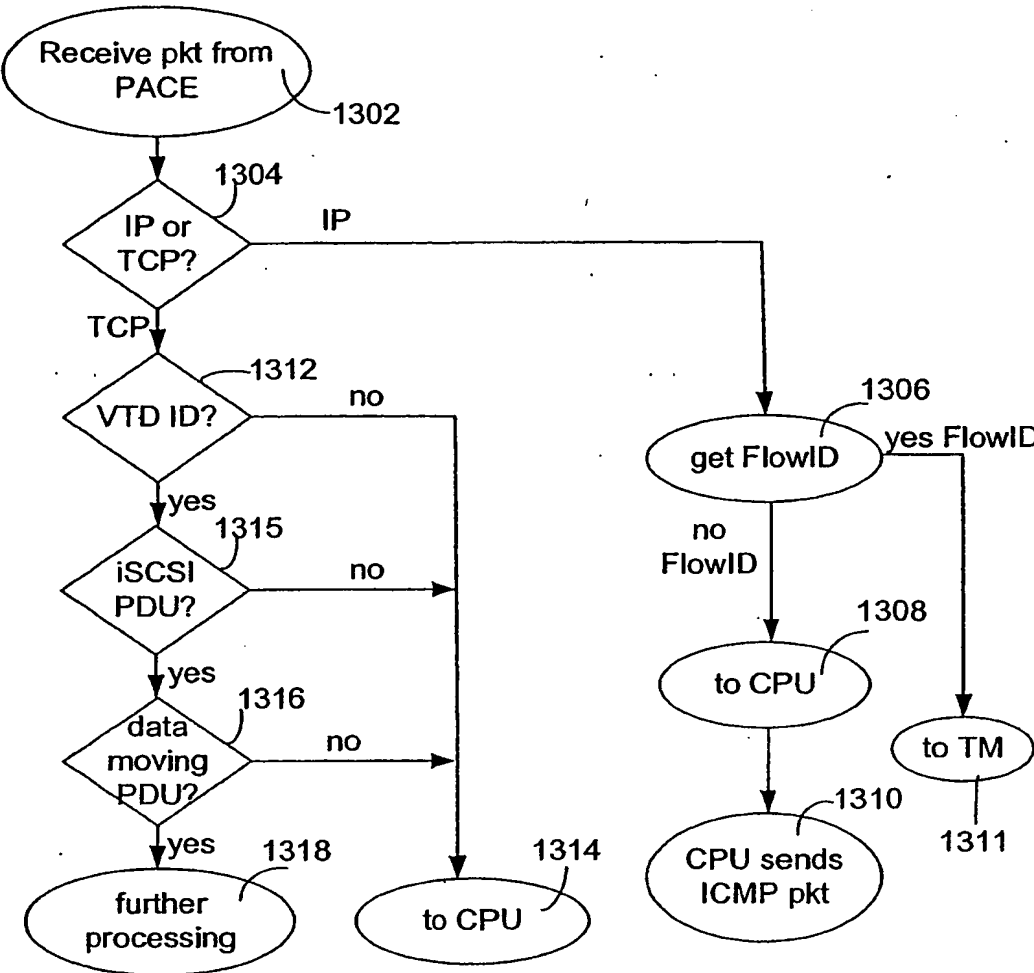 Receive pkt from
PACE
1302
1304
IP or
TCP?
IP
TCP
1312
VTD ID?
no
1306
get FlowID
yes FlowID
yes
1315
iSCSI
PDU?
no
no
FlowID
1308
to CPU
yes
1316
data
moving
PDU?
no
to TM
1311
yes
1318
further
processing
1314
to CPU
1310
CPU sends
ICMP pkt